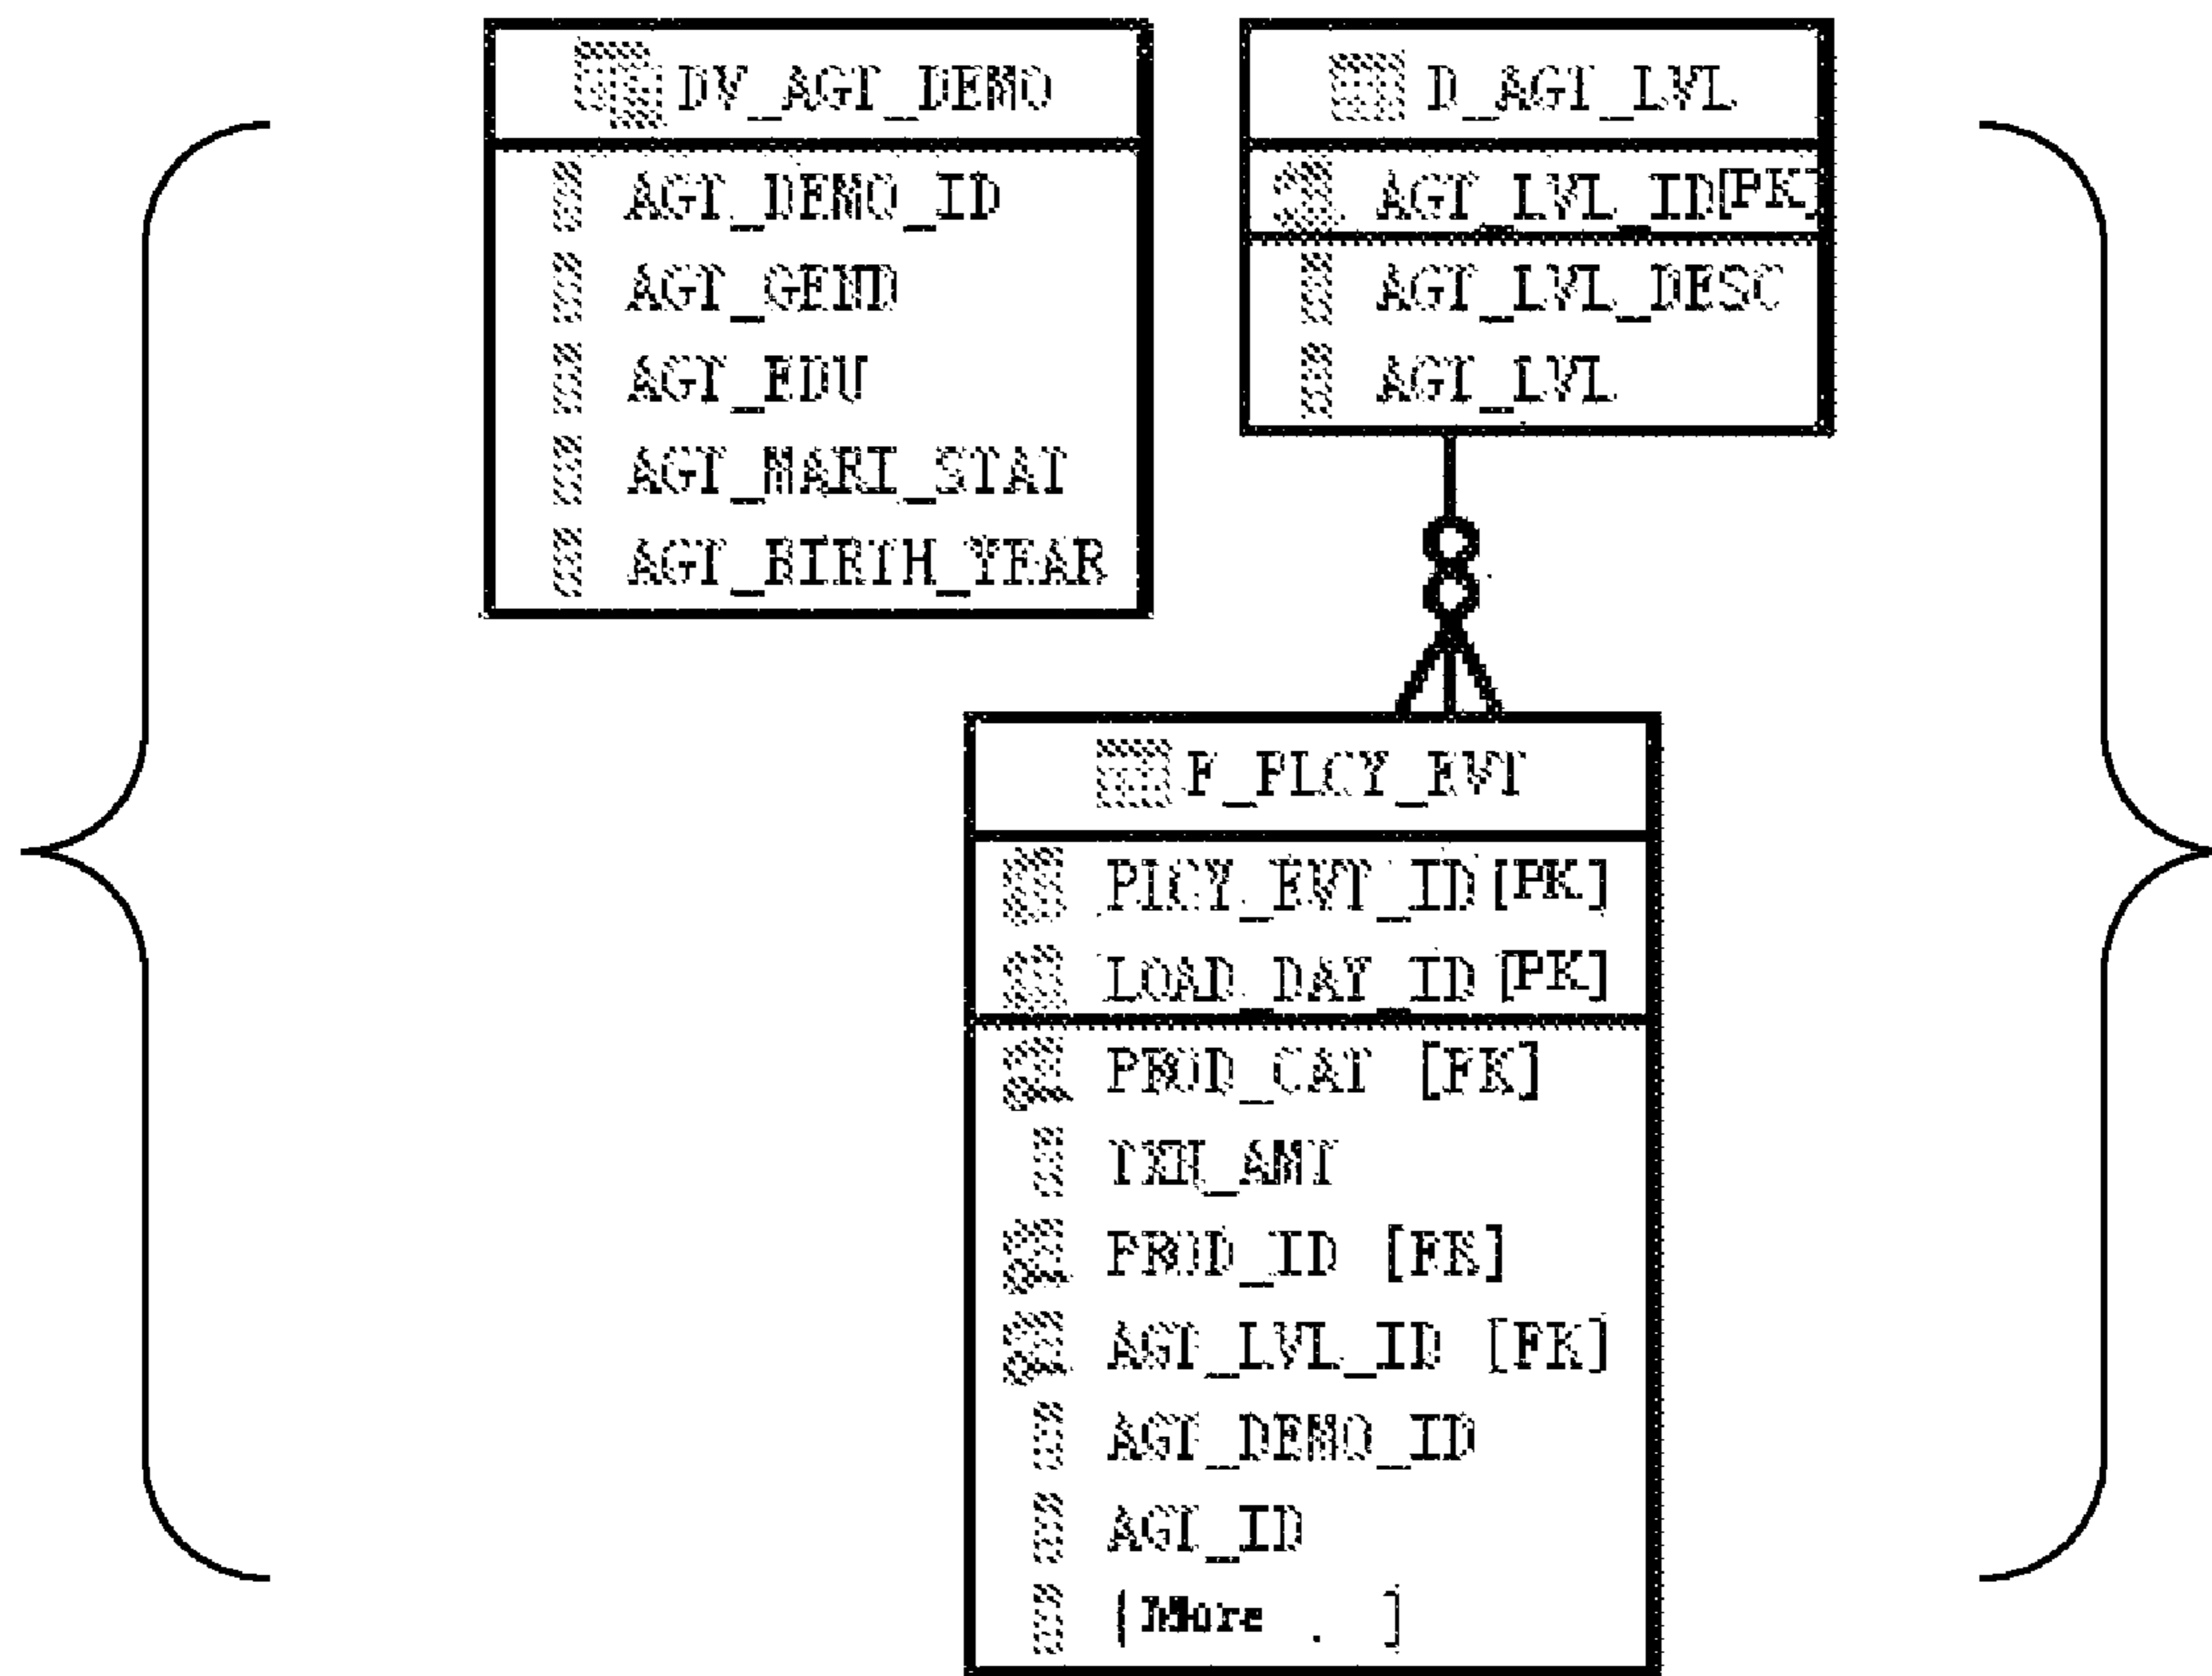 DV_AGT_DEMO
AGT_DEMO_ID
AGT_GEND
AGT_EDU
AGT_MARI_STAT
AGT_BIRTH_YEAR
D_AGT_LVL
AGT_LVL_ID[PK]
AGT_LVL_DESC
AGT_LVL
F_PLCY_EVT
PLCY_EVT_ID[PK]
LOAD_DAY_ID[PK]
PROD_CAT [FK]
TXN_AMT
PROD_ID [FK]
AGT_LVL_ID [FK]
AGT_DEMO_ID
AGT_ID
[More . ]